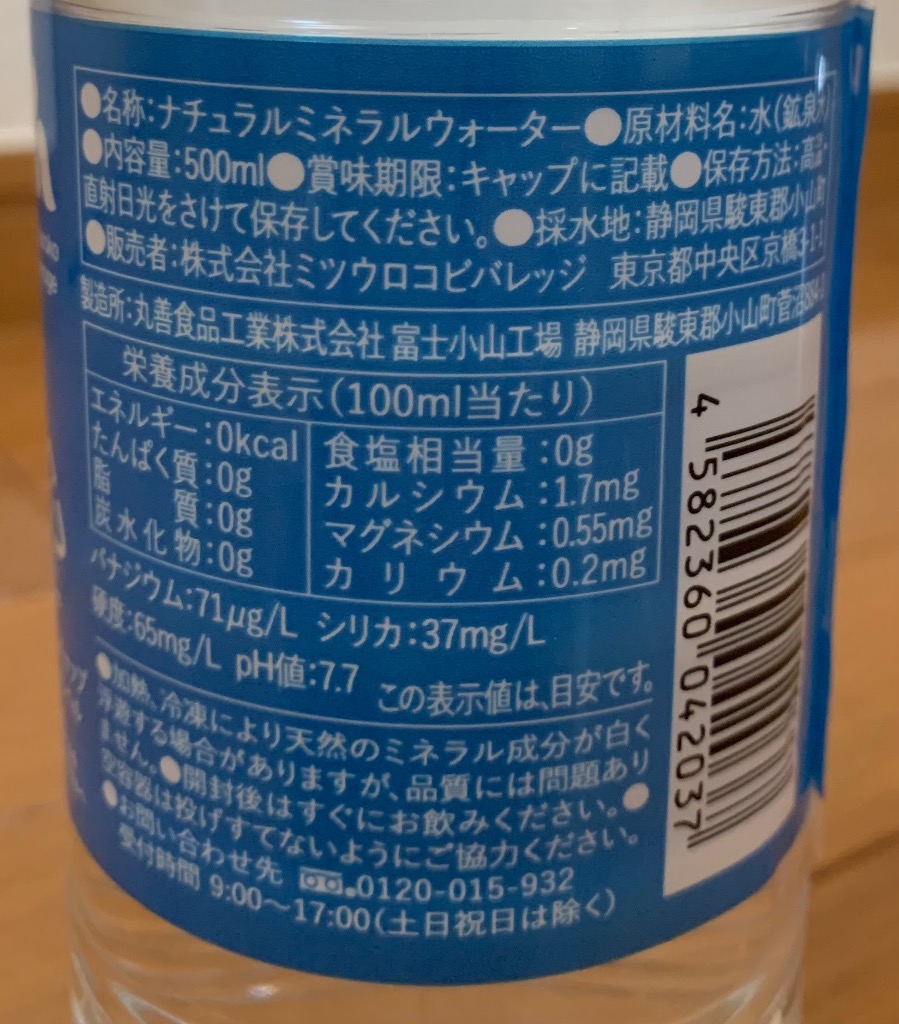 ●名称:ナチュラルミネラルウォーター●原材料名:水(鉱泉水)
●内容量:500ml●賞味期限:キャップに記載●保存方法:高温・
直射日光をさけて保存してください。●採水地:静岡県駿東郡小山町
●販売者:株式会社ミツウロコビバレッジ 東京都中央区京橋3-1-1
製造所:丸善食品工業株式会社 富士小山工場 静岡県駿東郡小山町菅沼
栄養成分表示(100ml当たり)
エネルギー:0kcal
たんぱく質:0g
脂 質:0g
炭水化物:0g
食塩相当量:0g
カルシウム:1.7mg
マグネシウム:0.55mg
カリウム:0.2mg
バナジウム:71μg/L シリカ:37mg/L
硬度:65mg/L pH値:7.7 この表示値は、目安です。
●加熱、冷凍により天然のミネラル成分が白く
浮遊する場合がありますが、品質には問題あり
ません。●開封後はすぐにお飲みください。●
空容器は投げすてないようにご協力ください。
●お問い合わせ先 0120-015-932
受付時間 9:00~17:00(土日祝日は除く)
4 582360 042037